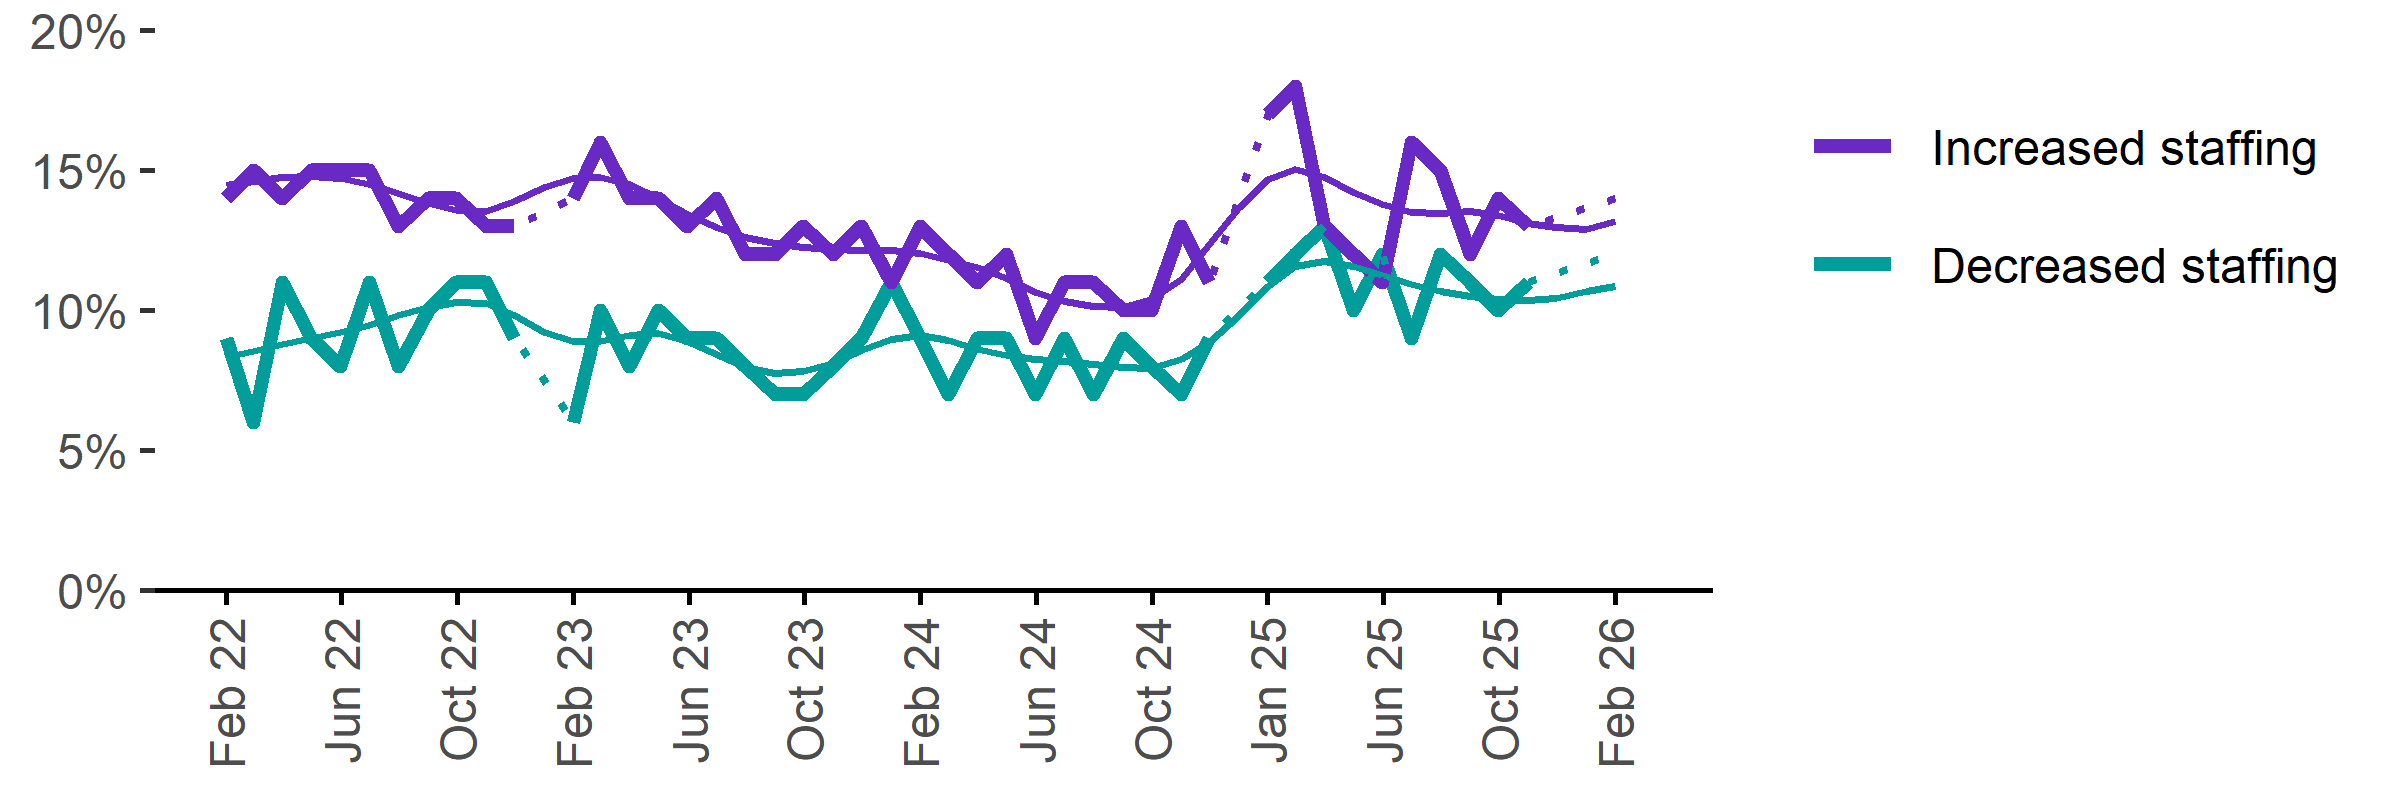 20%
15%
10%
5%
0%
Feb 22
Jun 22
Oct 22
Feb 23
Jun 23
Oct 23
Feb 24
Jun 24
Oct 24
Jan 25
Jun 25
Oct 25
Feb 26
Increased staffing
Decreased staffing